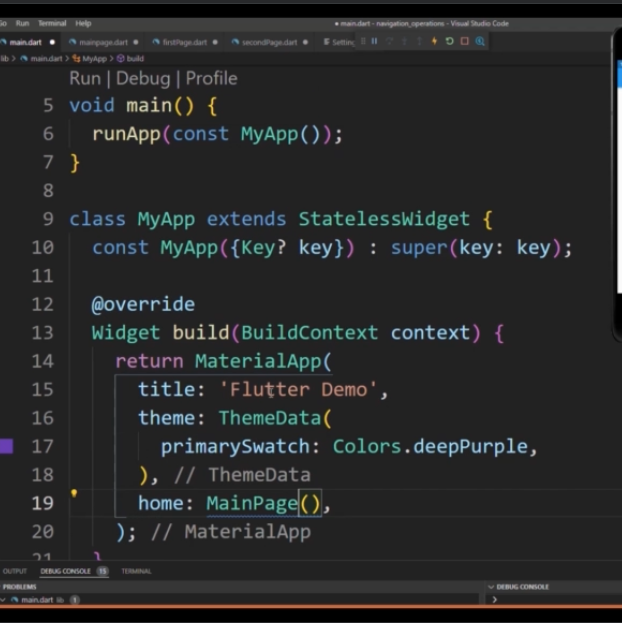 Go Run Terminal Help
● main.dart - navigation_operations - Visual Studio Code
main.dart ● mainpage.dart ● firstPage.dart ● secondPage.dart ● Setting
lib > main.dart > MyApp > build
Run | Debug | Profile
5 void main() {
6 runApp(const MyApp());
7 }
8
9 class MyApp extends StatelessWidget {
10 const MyApp({Key? key}) : super(key: key);
11
12 @override
13 Widget build(BuildContext context) {
14 return MaterialApp(
15 title: 'Flutter Demo',
16 theme: ThemeData(
17 primarySwatch: Colors.deepPurple,
18 ), // ThemeData
19 home: MainPage(),
20 ); // MaterialApp
21 }
OUTPUT DEBUG CONSOLE 15 TERMINAL
PROBLEMS
DEBUG CONSOLE
main.dart lib 1
>